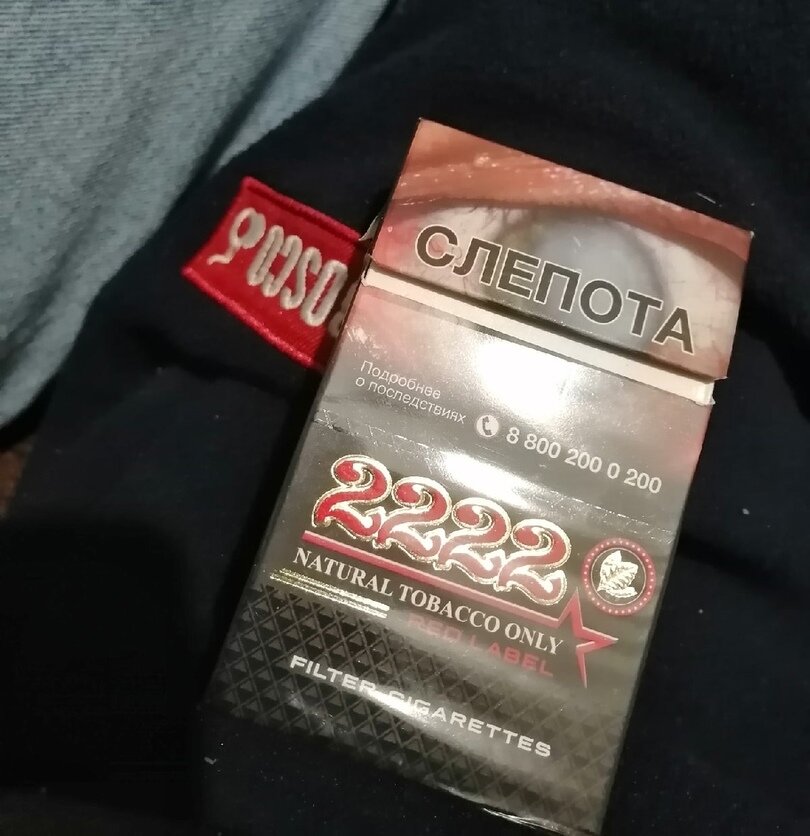 СЛЕПОТА
Подробнее
о последствиях
8 800 200 0 200
2222
NATURAL TOBACCO ONLY
RED LABEL
FILTER CIGARETTES